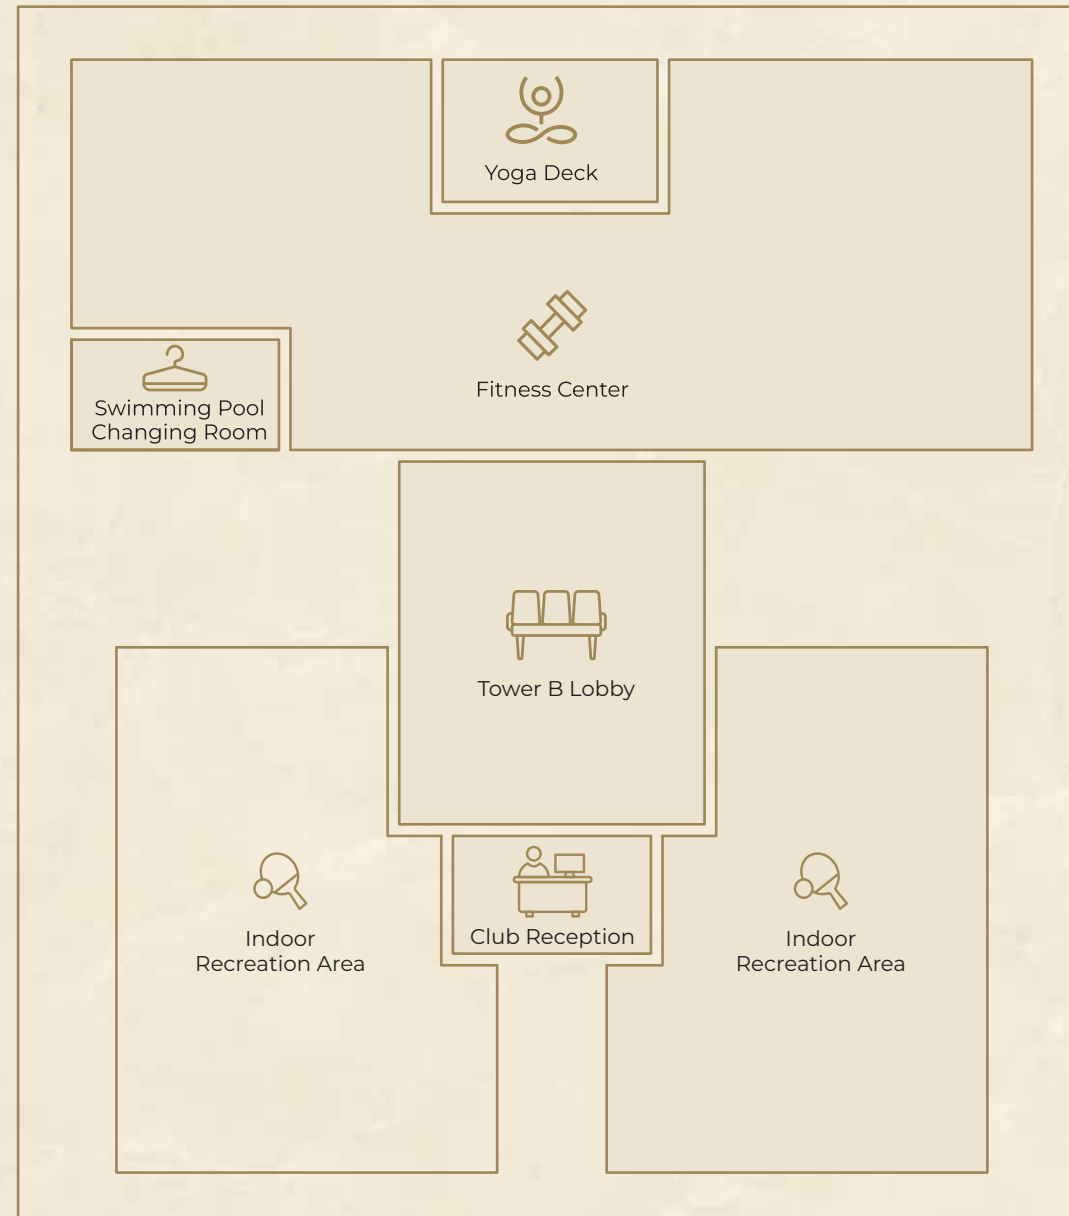 Yoga Deck
Fitness Center
Swimming Pool
Changing Room
Tower B Lobby
Club Reception
Indoor
Recreation Area
Indoor
Recreation Area